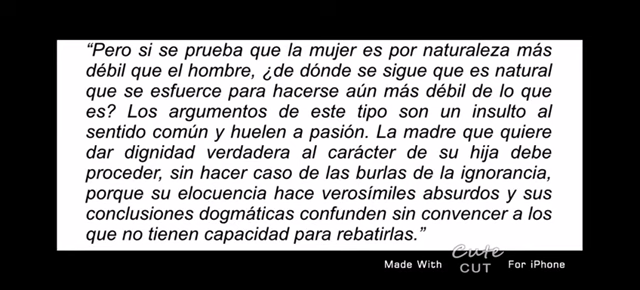 “Pero si se prueba que la mujer es por naturaleza más
débil que el hombre, ¿de dónde se sigue que es natural
que se esfuerce para hacerse aún más débil de lo que
es? Los argumentos de este tipo son un insulto al
sentido común y huelen a pasión. La madre que quiere
dar dignidad verdadera al carácter de su hija debe
proceder, sin hacer caso de las burlas de la ignorancia,
porque su elocuencia hace verosímiles absurdos y sus
conclusiones dogmáticas confunden sin convencer a los
que no tienen capacidad para rebatirlas.”
Made With Cute CUT For iPhone